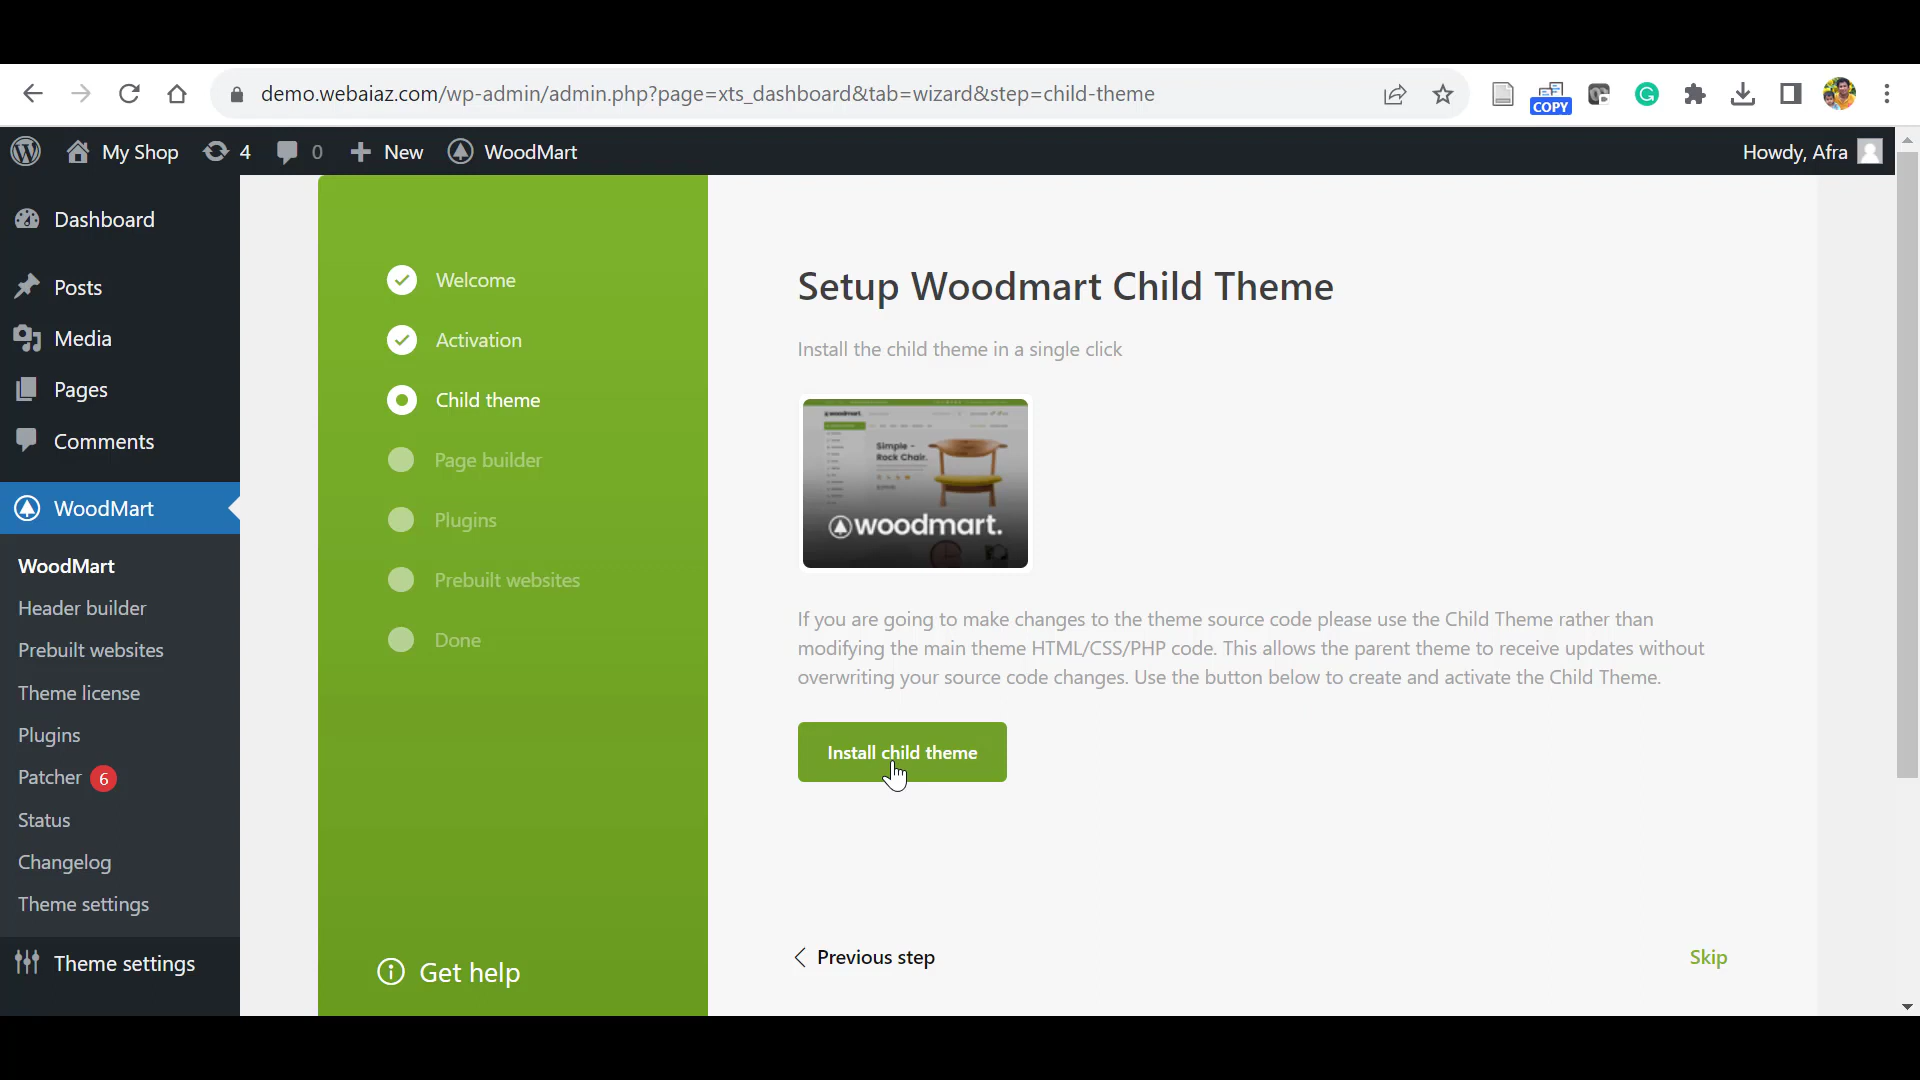 demo.webaiaz.com/wp-admin/admin.php?page=xts_dashboard&tab=wizard&step=child-theme
COPY
My Shop
4
0
New
WoodMart
Howdy, Afra
Dashboard
Posts
Media
Pages
Comments
WoodMart
WoodMart
Header builder
Prebuilt websites
Theme license
Plugins
Patcher 6
Status
Changelog
Theme settings
Theme settings
Welcome
Activation
Child theme
Page builder
Plugins
Prebuilt websites
Done
Get help
Setup Woodmart Child Theme
Install the child theme in a single click
woodmart.
Simple -
Rock Chair.
woodmart.
If you are going to make changes to the theme source code please use the Child Theme rather than
modifying the main theme HTML/CSS/PHP code. This allows the parent theme to receive updates without
overwriting your source code changes. Use the button below to create and activate the Child Theme.
Install child theme
Previous step
Skip